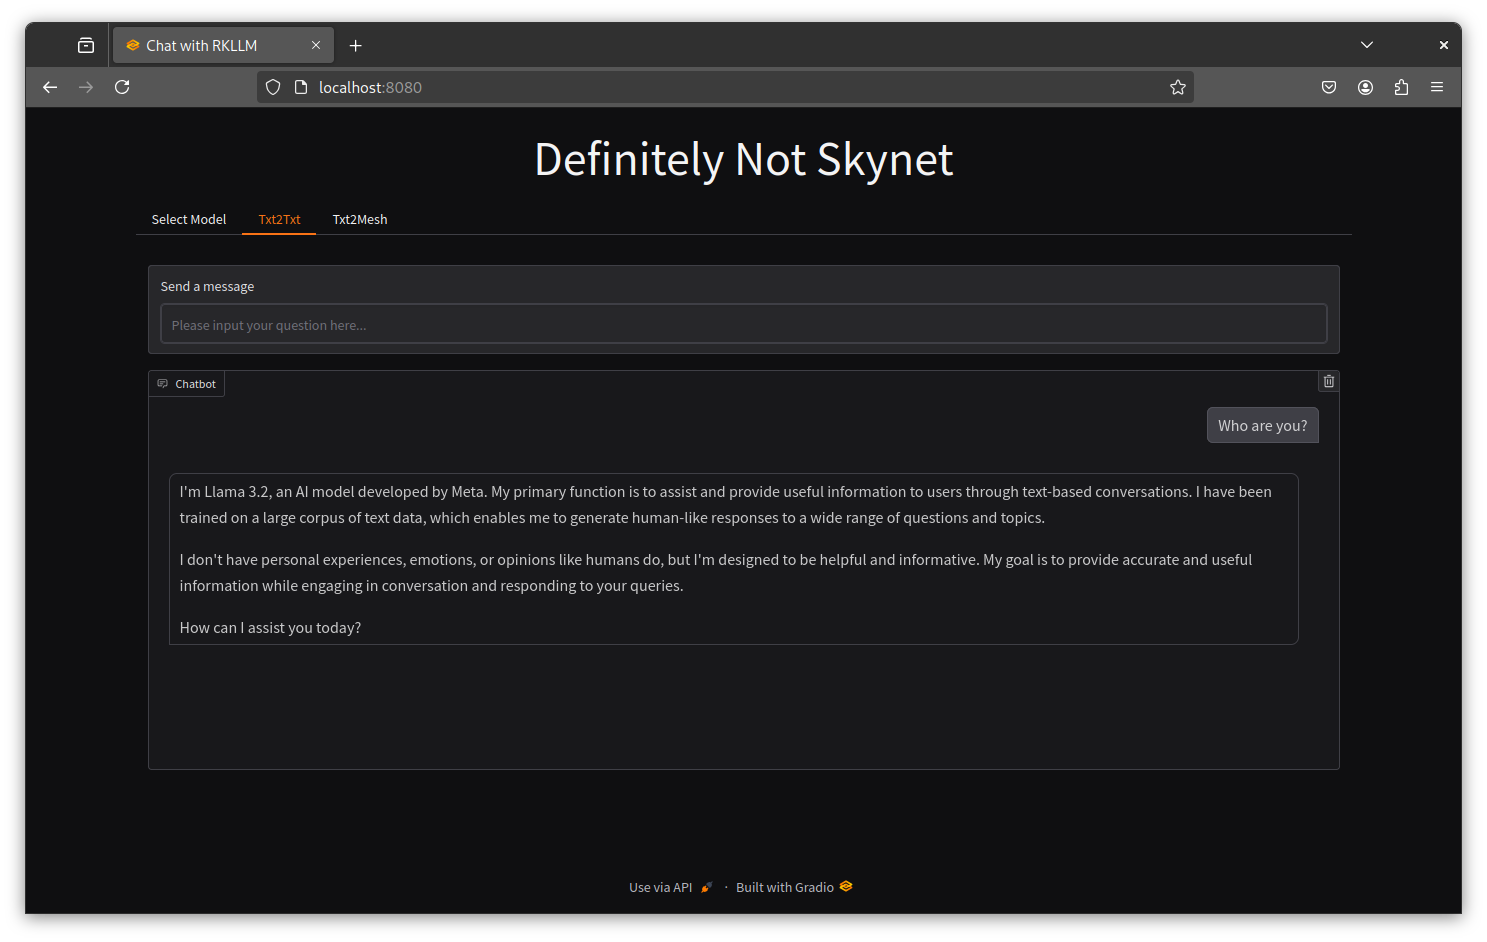 Chat with RKLLM
localhost:8080
Definitely Not Skynet
Select Model Txt2Txt Txt2Mesh
Send a message
Please input your question here...
Chatbot
Who are you?
I'm Llama 3.2, an AI model developed by Meta. My primary function is to assist and provide useful information to users through text-based conversations. I have been
trained on a large corpus of text data, which enables me to generate human-like responses to a wide range of questions and topics.
I don't have personal experiences, emotions, or opinions like humans do, but I'm designed to be helpful and informative. My goal is to provide accurate and useful
information while engaging in conversation and responding to your queries.
How can I assist you today?
Use via API · Built with Gradio